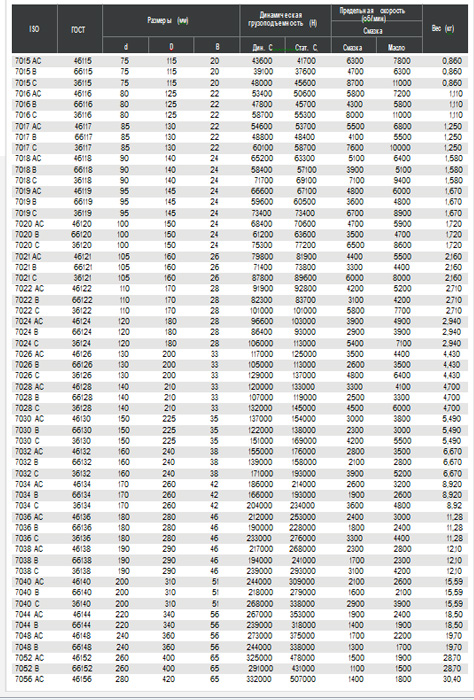 ISO ГОСТ Размеры (мм) Динамическая грузоподъёмность (Н) Предельная скорость (об/мин) Вес (кг)
Смазка
d D B Дин. C Стат. C Смазка Масло
7015 AC 46115 75 115 20 43600 41700 6300 7800 0,860
7015 B 66115 75 115 20 39100 37600 4700 6300 0,860
7015 C 36115 75 115 20 48000 45600 8700 11000 0,860
7016 AC 46116 80 125 22 53400 50600 5800 7200 1,110
7016 B 66116 80 125 22 47800 45700 4300 5800 1,110
7016 C 36116 80 125 22 58700 55300 8000 11000 1,110
7017 AC 46117 85 130 22 54600 53700 5500 6800 1,250
7017 B 66117 85 130 22 48800 48400 4100 5500 1,250
7017 C 36117 85 130 22 60100 58700 7600 10000 1,250
7018 AC 46118 90 140 24 65200 63300 5100 6400 1,580
7018 B 66118 90 140 24 58400 57100 3900 5100 1,580
7018 C 36118 90 140 24 71700 69100 7100 9400 1,580
7019 AC 46119 95 145 24 66600 67100 4800 6000 1,670
7019 B 66119 95 145 24 59600 60500 3600 4800 1,670
7019 C 36119 95 145 24 73400 73400 6700 8900 1,670
7020 AC 46120 100 150 24 68400 70600 4700 5900 1,720
7020 B 66120 100 150 24 61200 63600 3500 4700 1,720
7020 C 36120 100 150 24 75300 77200 6500 8600 1,720
7021 AC 46121 105 160 26 79800 81900 4400 5500 2,160
7021 B 66121 105 160 26 71400 73800 3300 4400 2,160
7021 C 36121 105 160 26 87800 89600 6000 8000 2,160
7022 AC 46122 110 170 28 91900 92800 4200 5200 2,710
7022 B 66122 110 170 28 82300 83700 3100 4200 2,710
7022 C 36122 110 170 28 101000 101000 5800 7700 2,710
7024 AC 46124 120 180 28 96600 103000 3900 4900 2,940
7024 B 66124 120 180 28 86400 93000 2900 3900 2,940
7024 C 36124 120 180 28 106000 113000 5400 7100 2,940
7026 AC 46126 130 200 33 117000 125000 3500 4400 4,430
7026 B 66126 130 200 33 105000 113000 2600 3500 4,430
7026 C 36126 130 200 33 129000 137000 4800 6400 4,430
7028 AC 46128 140 210 33 120000 133000 3300 4100 4,700
7028 B 66128 140 210 33 107000 119000 2500 3300 4,700
7028 C 36128 140 210 33 132000 145000 4500 6000 4,700
7030 AC 46130 150 225 35 137000 154000 3000 3800 5,490
7030 B 66130 150 225 35 122000 138000 2300 3000 5,490
7030 C 36130 150 225 35 151000 169000 4200 5500 5,490
7032 AC 46132 160 240 38 155000 176000 2800 3500 6,670
7032 B 66132 160 240 38 139000 158000 2100 2800 6,670
7032 C 36132 160 240 38 171000 193000 3900 5200 6,670
7034 AC 46134 170 260 42 186000 214000 2600 3200 8,920
7034 B 66134 170 260 42 166000 193000 1900 2600 8,920
7034 C 36134 170 260 42 204000 234000 3600 4800 8.92
7036 AC 46136 180 280 46 212000 253000 2400 3000 11,28
7036 B 66136 180 280 46 190000 228000 1800 2400 11,28
7036 C 36136 180 280 46 233000 276000 3300 4400 11,28
7038 AC 46138 190 290 46 217000 268000 2300 2800 12,10
7038 B 66138 190 290 46 194000 241000 1700 2300 12,10
7038 C 36138 190 290 46 239000 293000 3100 4200 12,10
7040 AC 46140 200 310 51 244000 309000 2100 2600 15,59
7040 B 66140 200 310 51 218000 279000 1600 2100 15,59
7040 C 36140 200 310 51 268000 338000 2900 3900 15,59
7044 AC 46144 220 340 56 267000 353000 1900 2400 18,50
7044 B 66144 220 340 56 239000 318000 1400 1900 18,50
7048 AC 46148 240 360 56 273000 375000 1700 2200 19,70
7048 B 66148 240 360 56 244000 338000 1300 1700 19,70
7052 AC 46152 260 400 65 325000 478000 1500 1900 28,70
7052 B 66152 260 400 65 291000 431000 1100 1500 28,70
7056 AC 46156 280 420 65 332000 507000 1400 1800 30,40